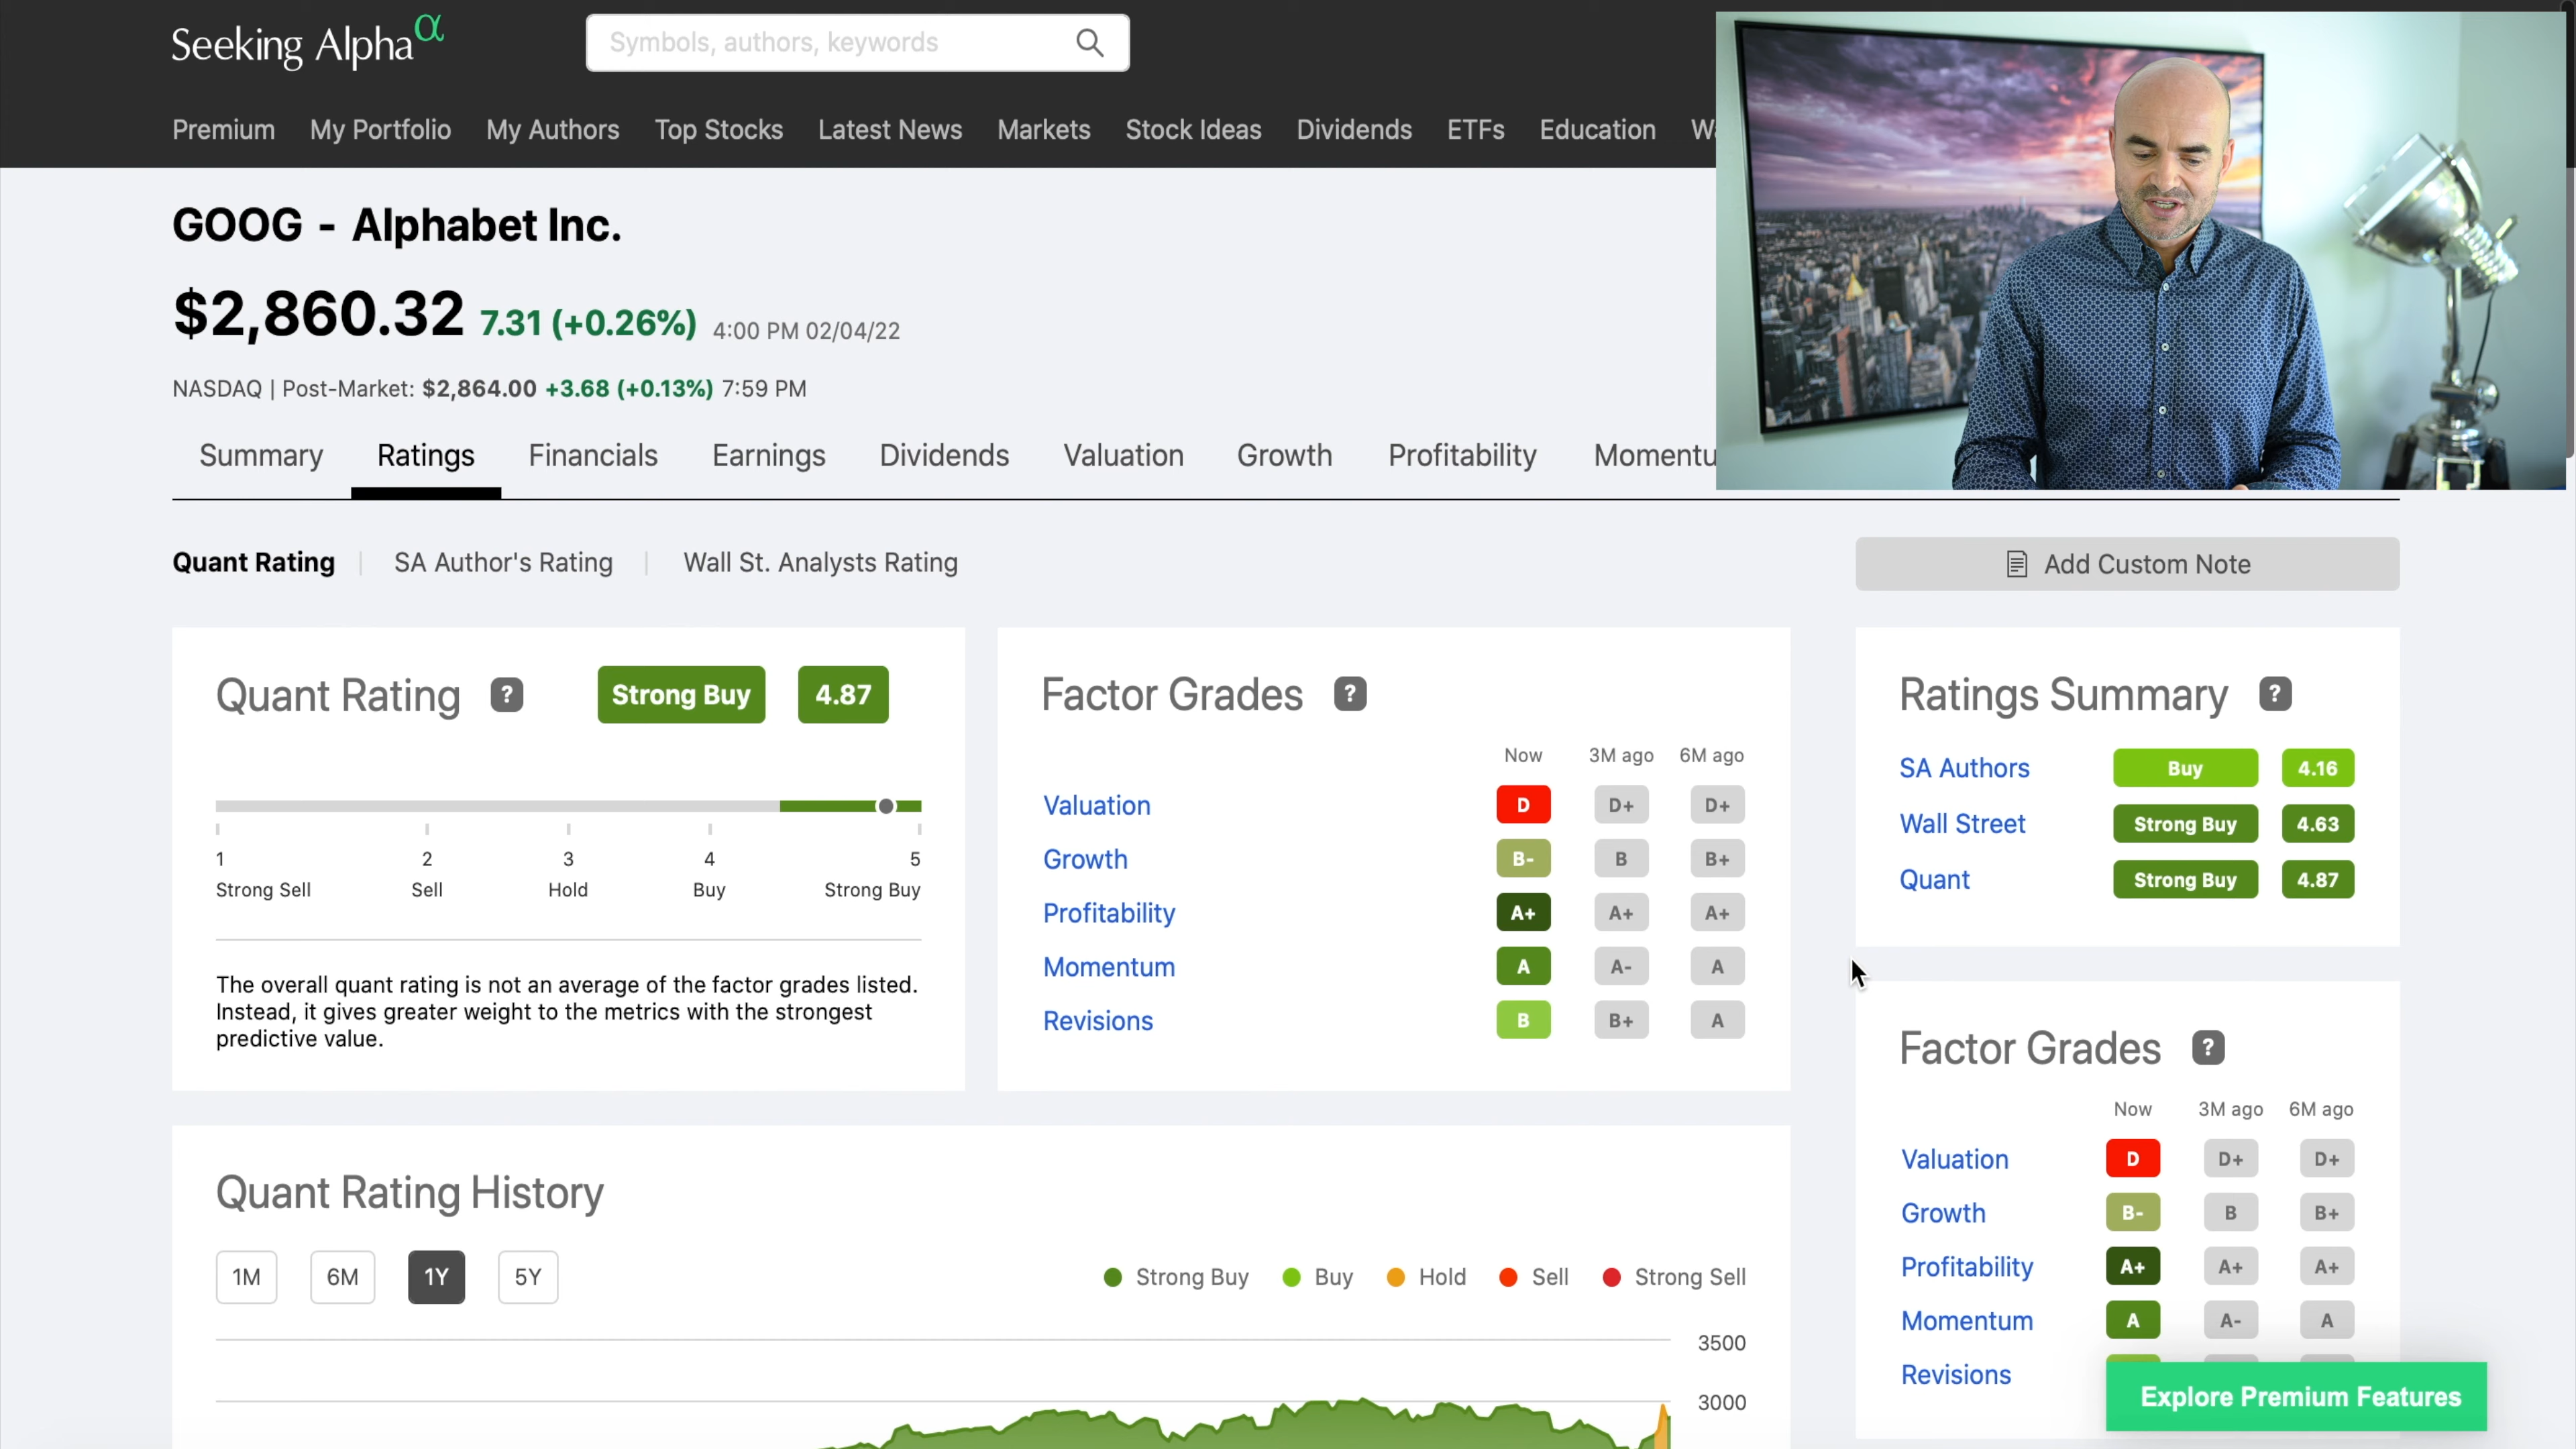 Seeking Alpha α
Symbols, authors, keywords
Premium My Portfolio My Authors Top Stocks Latest News Markets Stock Ideas Dividends ETFs Education
GOOG - Alphabet Inc.
$2,860.32 7.31 (+0.26%) 4:00 PM 02/04/22
NASDAQ | Post-Market: $2,864.00 +3.68 (+0.13%) 7:59 PM
Summary Ratings Financials Earnings Dividends Valuation Growth Profitability Momentu
Quant Rating | SA Author's Rating | Wall St. Analysts Rating
Add Custom Note
Quant Rating ? Strong Buy 4.87
1 2 3 4 5
Strong Sell Sell Hold Buy Strong Buy
The overall quant rating is not an average of the factor grades listed.
Instead, it gives greater weight to the metrics with the strongest
predictive value.
Factor Grades ?
Now 3M ago 6M ago
Valuation D D+ D+
Growth B- B B+
Profitability A+ A+ A+
Momentum A A- A
Revisions B B+ A
Ratings Summary ?
SA Authors Buy 4.16
Wall Street Strong Buy 4.63
Quant Strong Buy 4.87
Factor Grades ?
Now 3M ago 6M ago
Valuation D D+ D+
Growth B- B B+
Profitability A+ A+ A+
Momentum A A- A
Revisions
Explore Premium Features
Quant Rating History
1M 6M 1Y 5Y
Strong Buy Buy Hold Sell Strong Sell
3500
3000